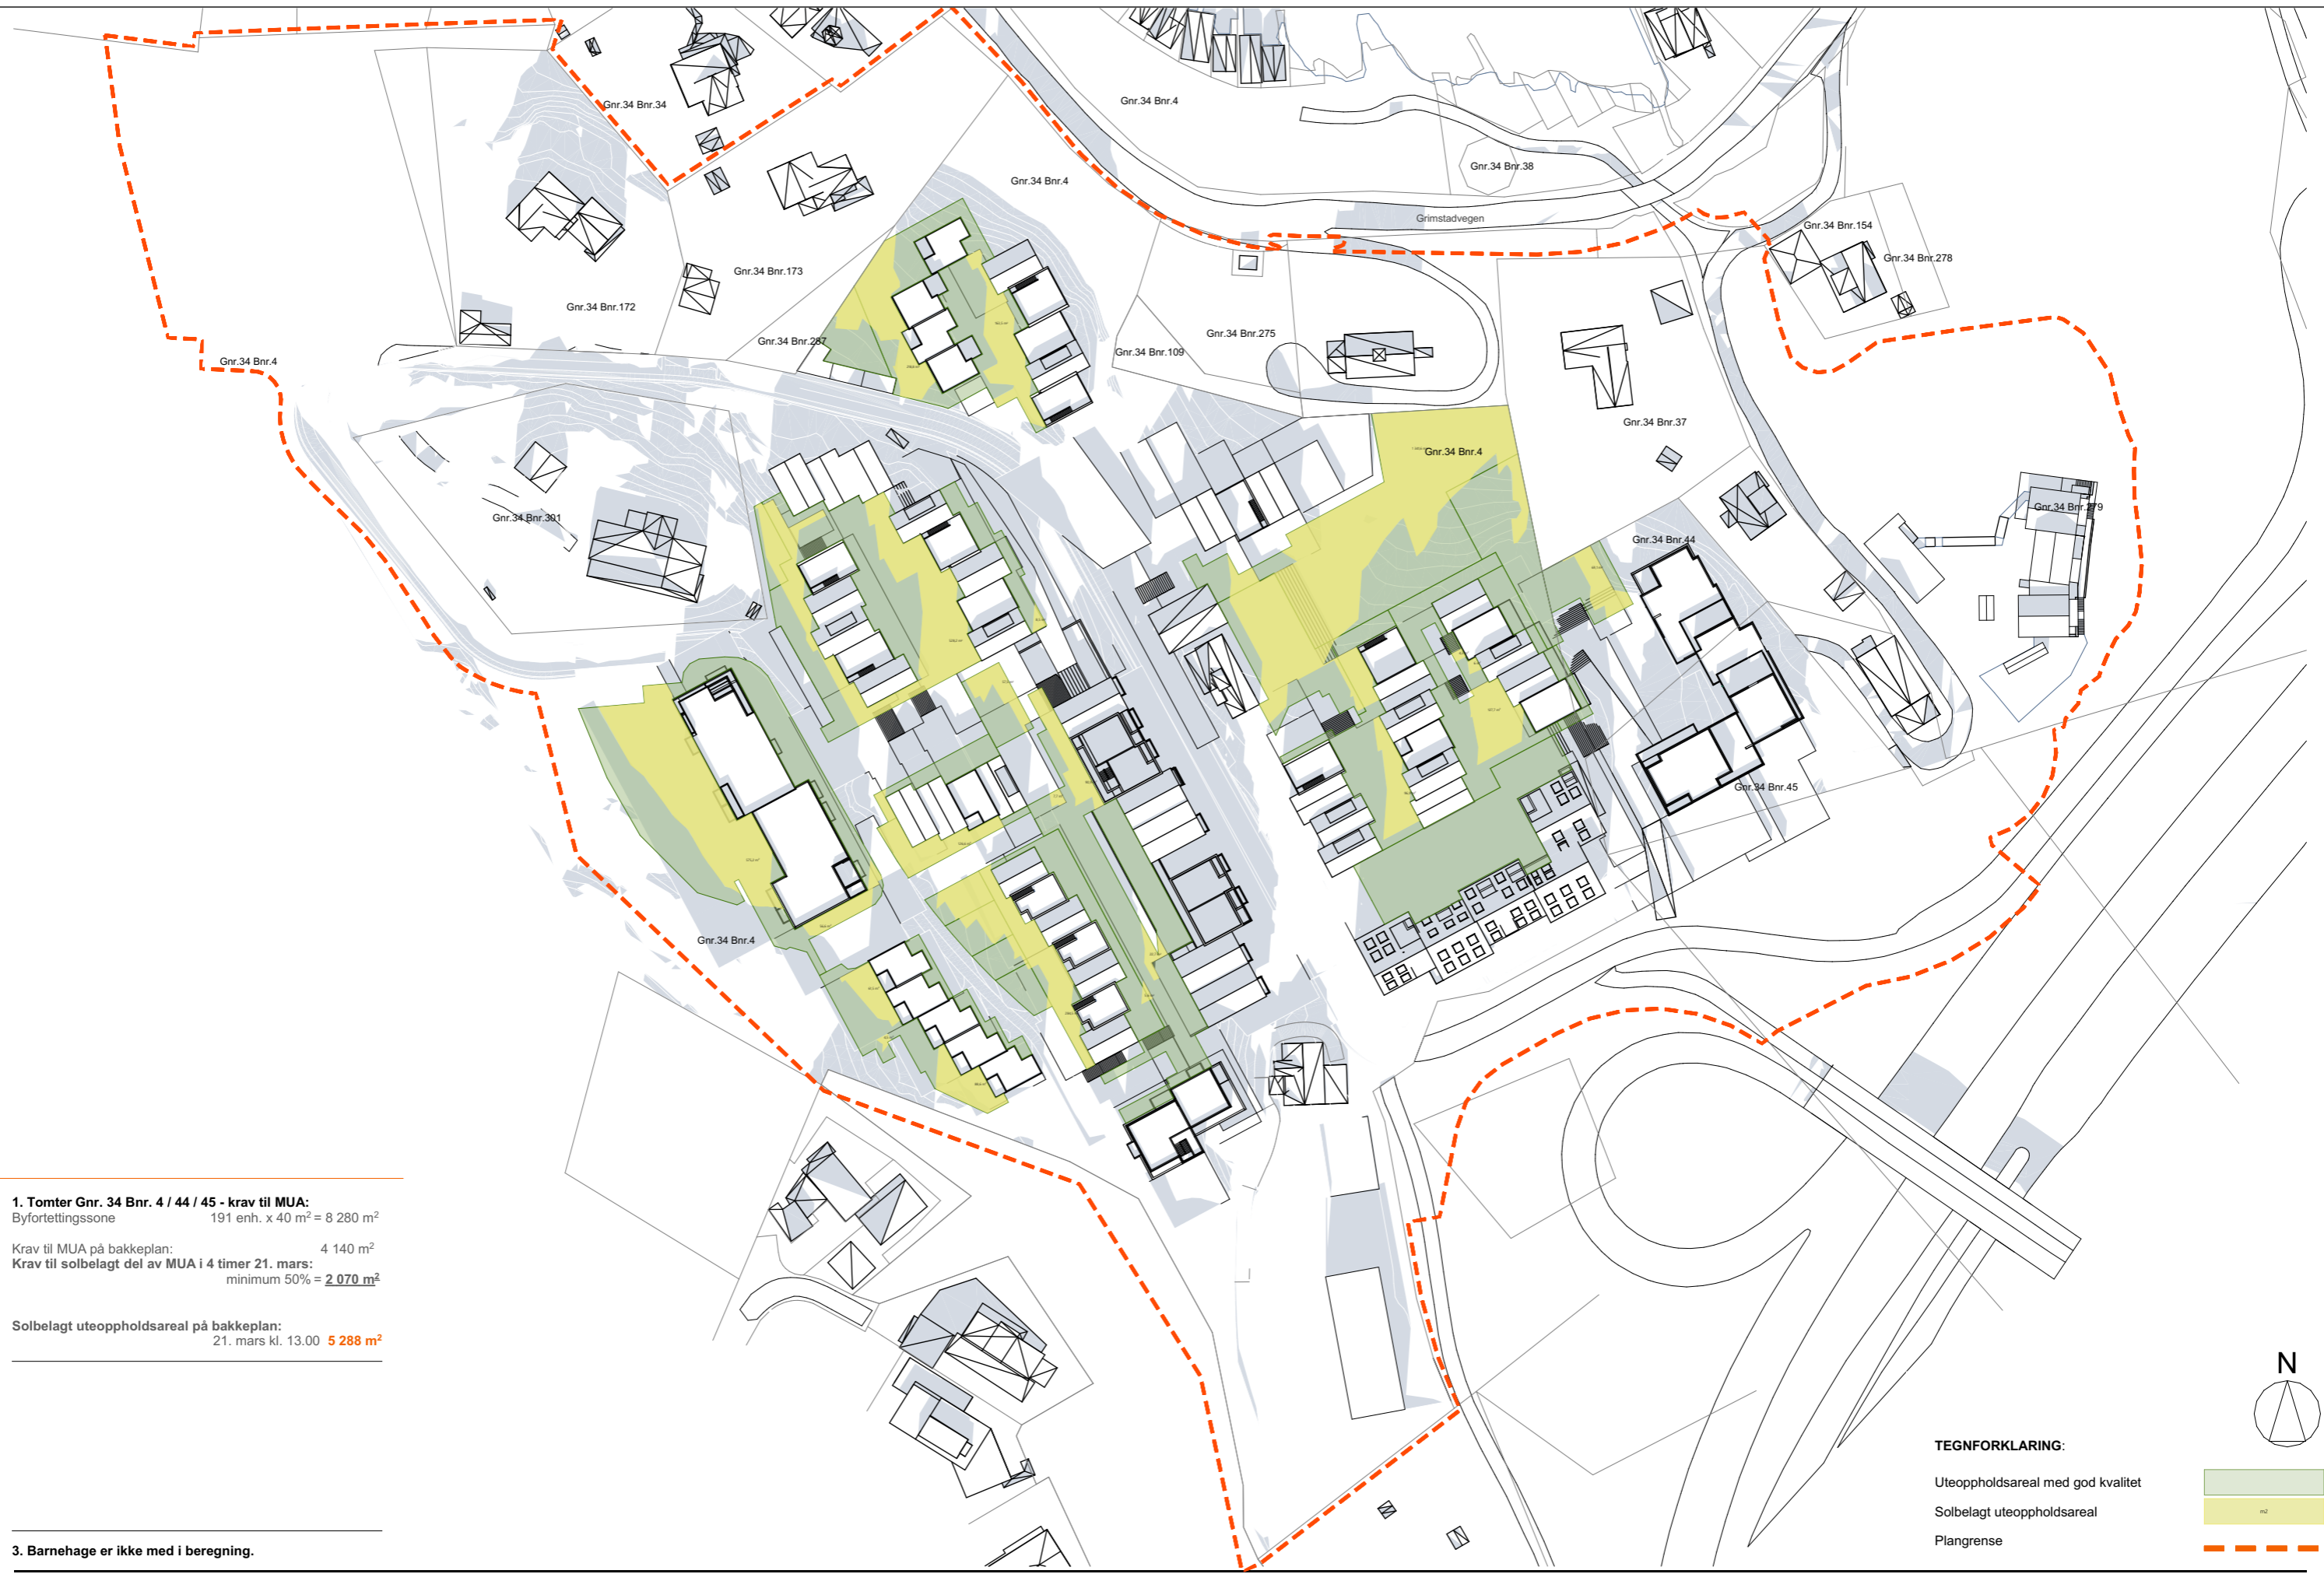 Gnr.34 Bnr.34
Gnr.34 Bnr.4
Gnr.34 Bnr.38
Gnr.34 Bnr.4
Grimstadvegen
Gnr.34 Bnr.154
Gnr.34 Bnr.278
Gnr.34 Bnr.173
Gnr.34 Bnr.172
Gnr.34 Bnr.287
Gnr.34 Bnr.275
Gnr.34 Bnr.109
Gnr.34 Bnr.4
Gnr.34 Bnr.37
Gnr.34 Bnr.4
Gnr.34 Bnr.279
Gnr.34 Bnr.301
Gnr.34 Bnr.44
Gnr.34 Bnr.45
Gnr.34 Bnr.4
1. Tomter Gnr. 34 Bnr. 4 / 44 / 45 - krav til MUA:
Byfortettingssone 191 enh. x 40 m² = 8 280 m²
Krav til MUA på bakkeplan: 4 140 m²
Krav til solbelagt del av MUA i 4 timer 21. mars:
minimum 50% = 2 070 m²
Solbelagt uteoppholdsareal på bakkeplan:
21. mars kl. 13.00 5 288 m²
3. Barnehage er ikke med i beregning.
N
TEGNFORKLARING:
Uteoppholdsareal med god kvalitet
Solbelagt uteoppholdsareal m2
Plangrense